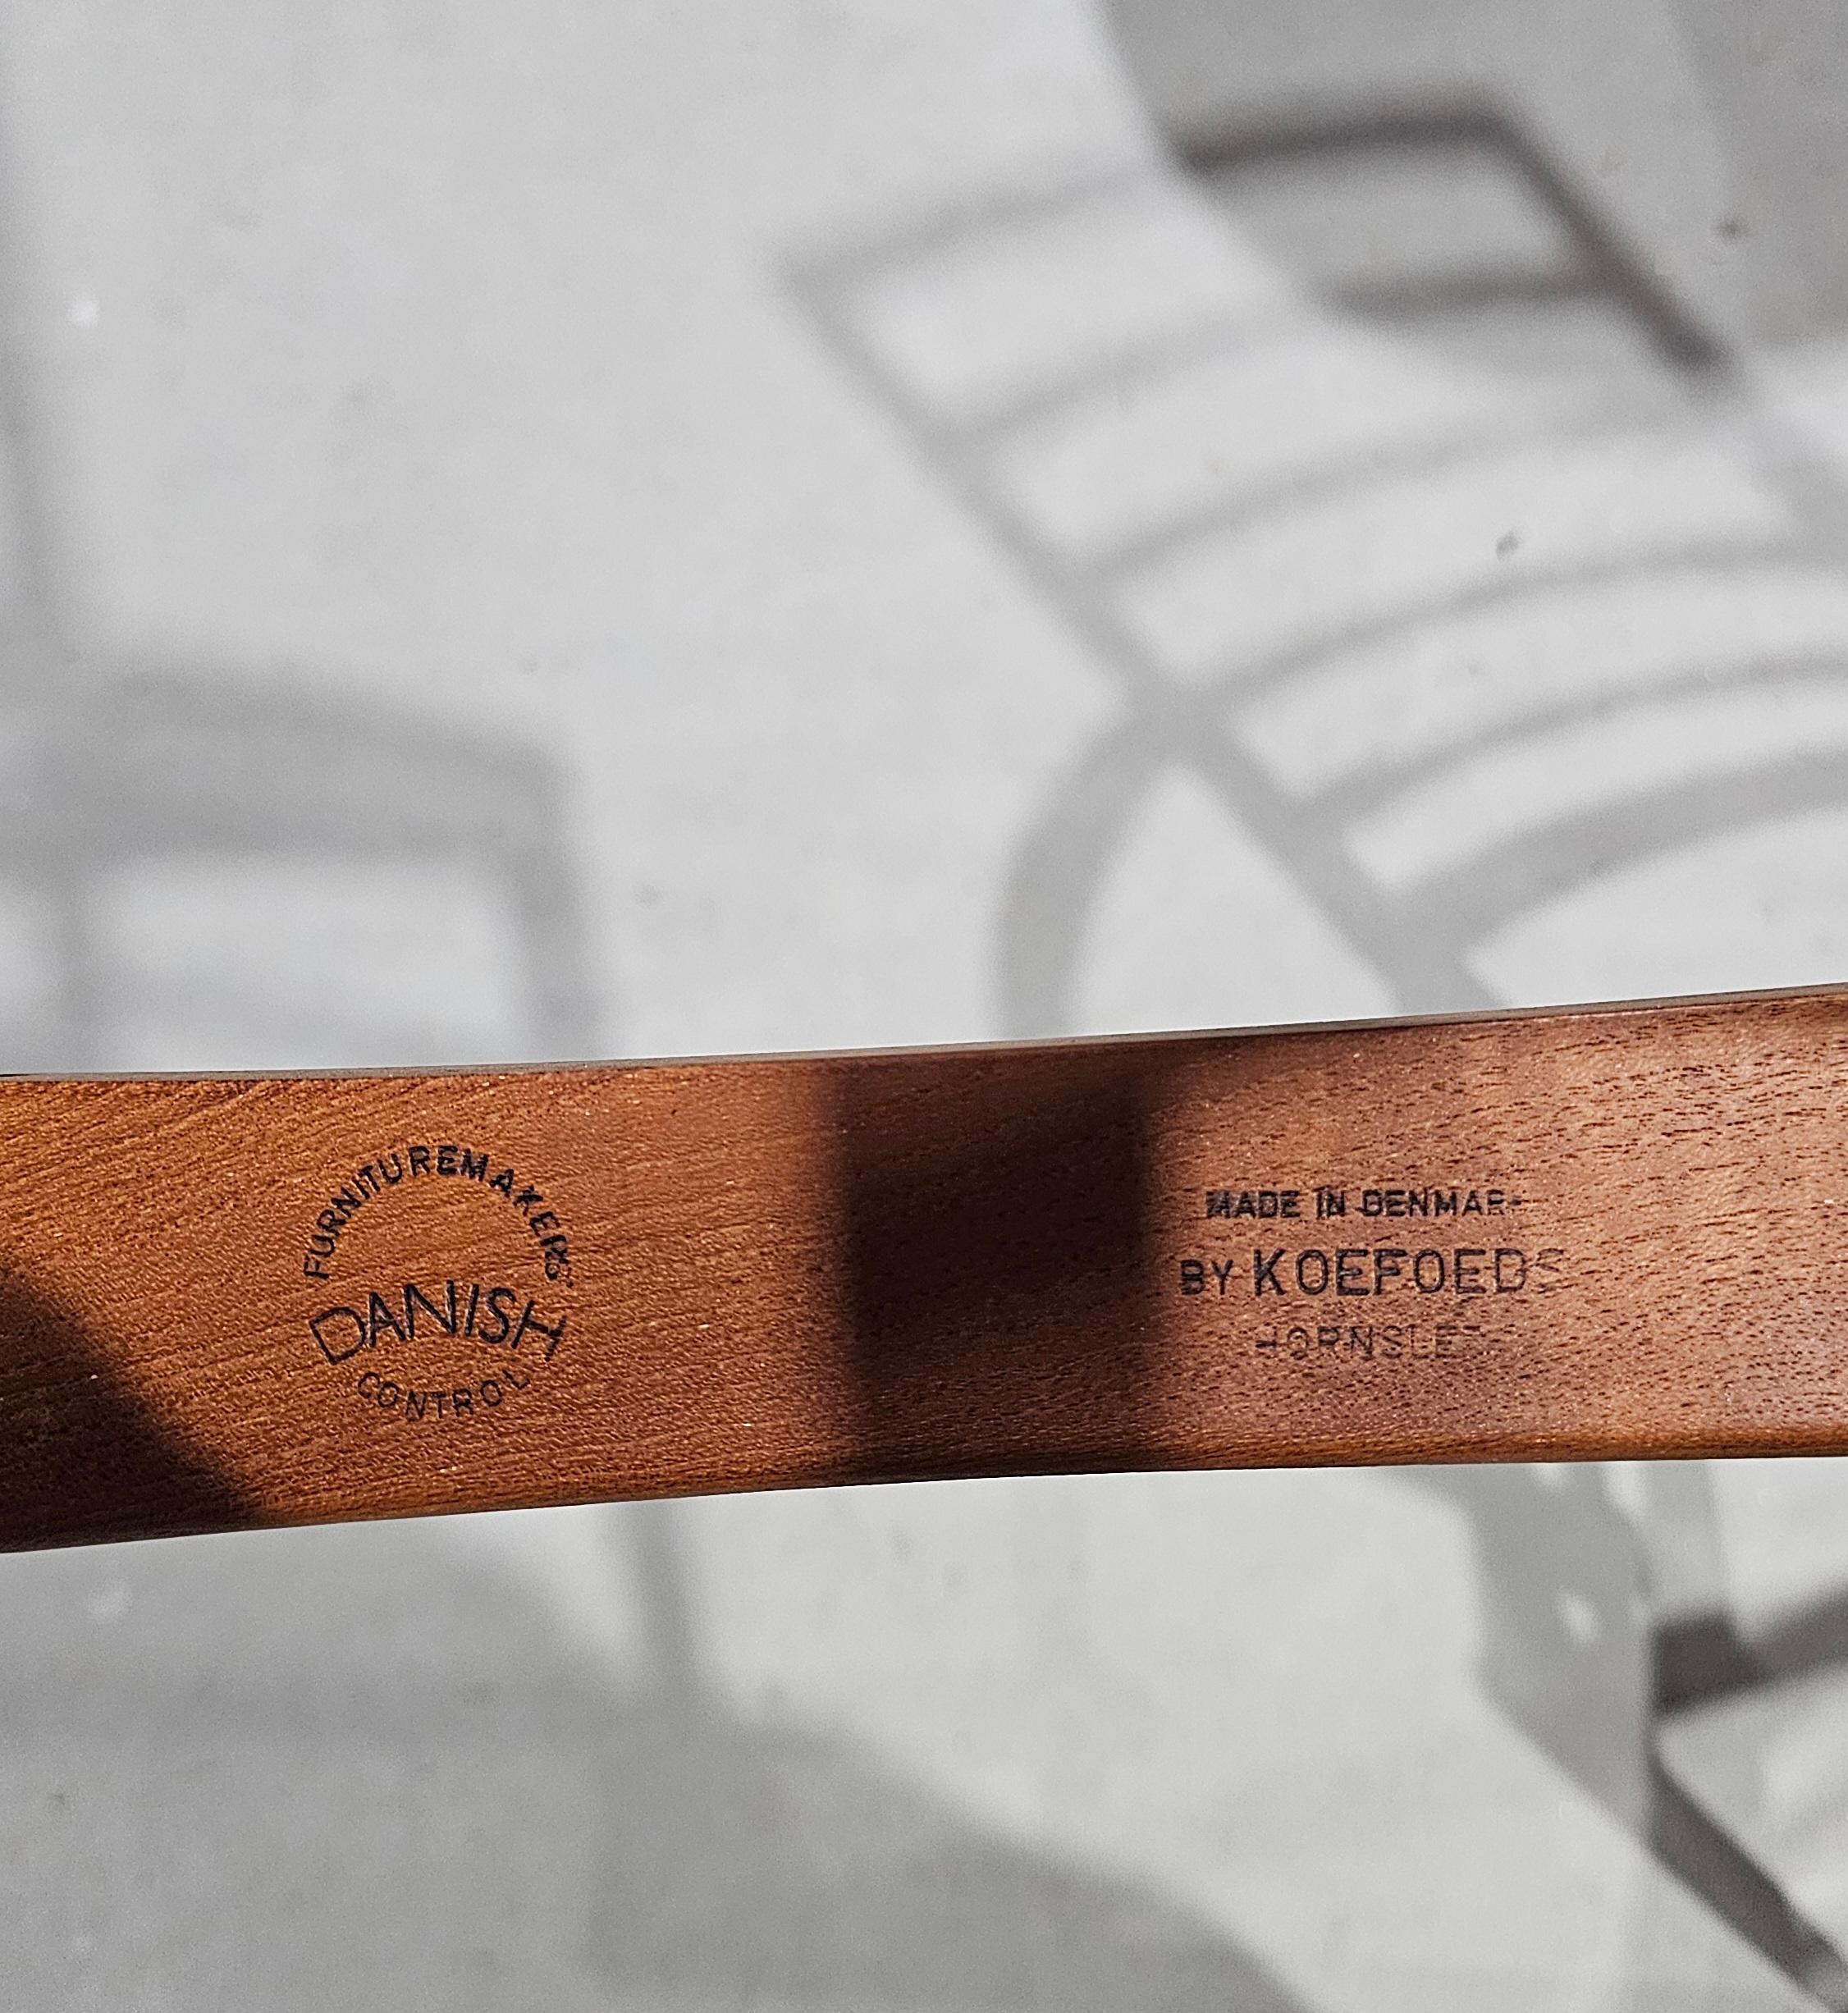 FURNITUREMAKERS'
DANISH
CONTROL
MADE IN DENMARK
BY KOEFOEDS
HORNSLET